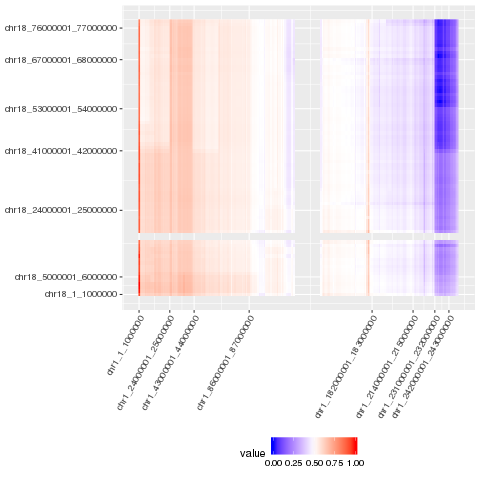 chr18_76000001_77000000
chr18_67000001_68000000
chr18_53000001_54000000
chr18_41000001_42000000
chr18_24000001_25000000
chr18_5000001_6000000
chr18_1_1000000
chr1_1_1000000
chr1_24000001_25000000
chr1_43000001_44000000
chr1_86000001_87000000
chr1_182000001_183000000
chr1_214000001_215000000
chr1_231000001_232000000
chr1_242000001_243000000
value
0.00 0.25 0.50 0.75 1.00